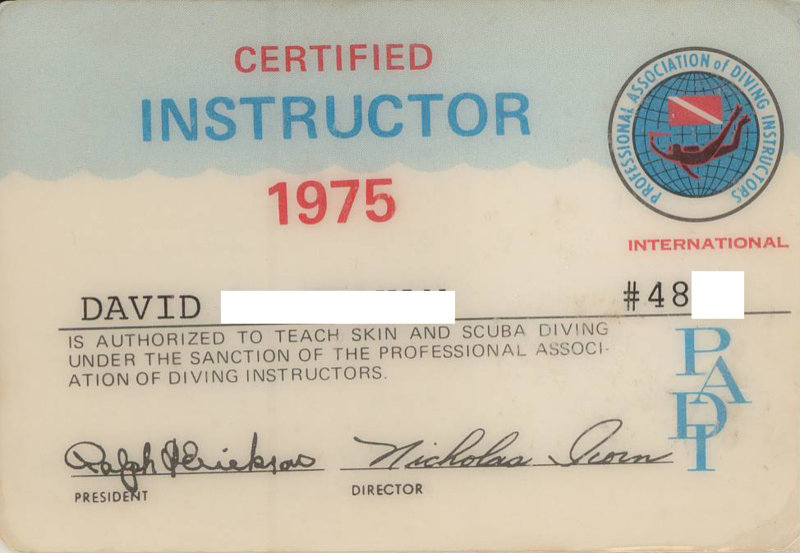 CERTIFIED
INSTRUCTOR
1975
PROFESSIONAL ASSOCIATION of DIVING INSTRUCTORS
INTERNATIONAL
DAVID #48
IS AUTHORIZED TO TEACH SKIN AND SCUBA DIVING
UNDER THE SANCTION OF THE PROFESSIONAL ASSOCI-
ATION OF DIVING INSTRUCTORS.
PADI
Ralph Erickson Nicholas Icorn
PRESIDENT DIRECTOR